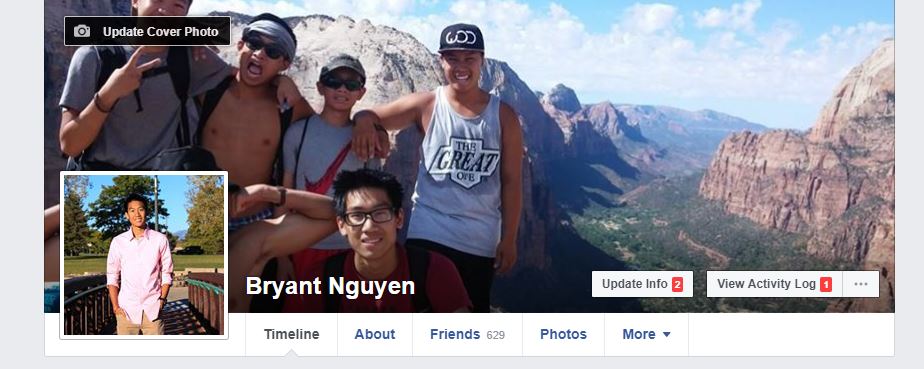 Update Cover Photo
THE
GREAT
ONE
Bryant Nguyen
Update Info 2
View Activity Log 1
Timeline
About
Friends 629
Photos
More